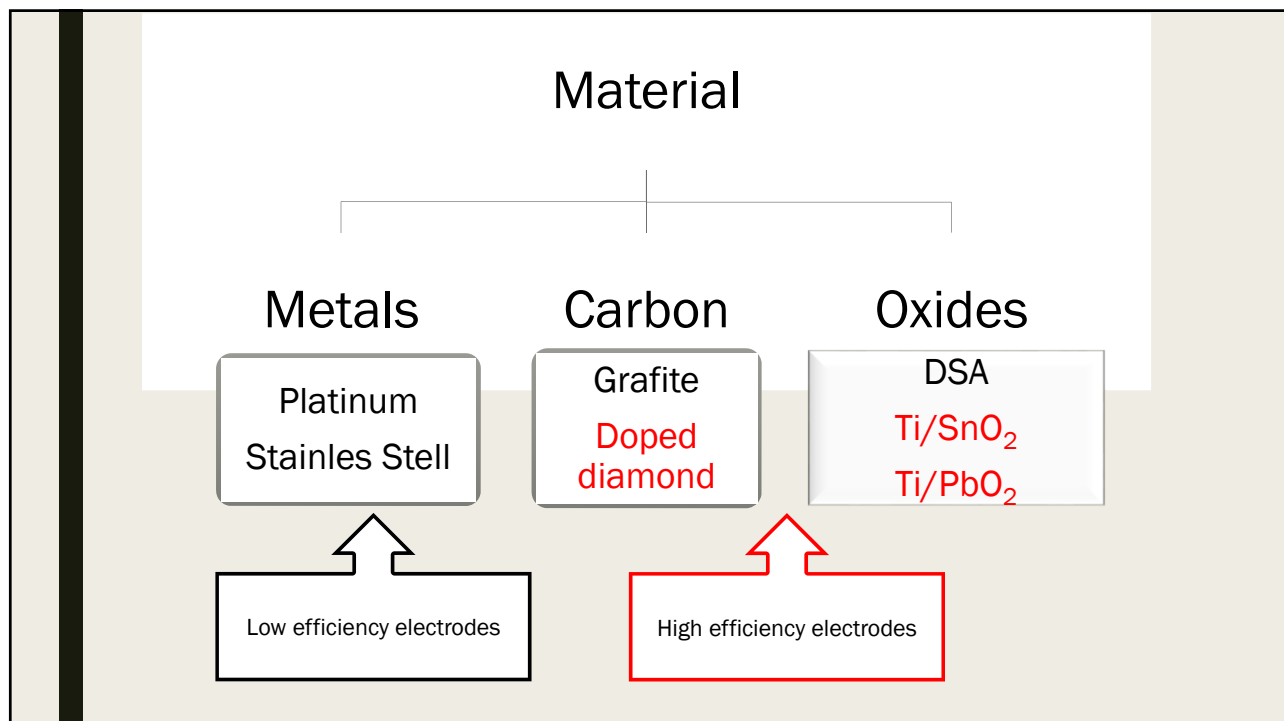 Material
Metals
Carbon
Oxides
Platinum
Stainles Stell
Grafite
Doped
diamond
DSA
Ti/SnO₂
Ti/PbO₂
Low efficiency electrodes
High efficiency electrodes